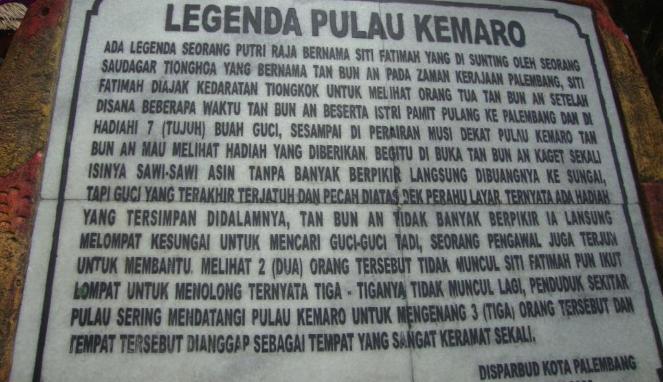 LEGENDA PULAU KEMARO
ADA LEGENDA SEORANG PUTRI RAJA BERNAMA SITI FATIMAH YANG DI SUNTING OLEH SEORANG
SAUDAGAR TIONGHOA YANG BERNAMA TAN BUN AN PADA ZAMAN KERAJAAN PALEMBANG, SITI
FATIMAH DIAJAK KEDARATAN TIONGKOK UNTUK MELIHAT ORANG TUA TAN BUN AN SETELAH
DISANA BEBERAPA WAKTU TAN BUN AN BESERTA ISTRI PAMIT PULANG KE PALEMBANG DAN DI
HADIAHI 7 (TUJUH) BUAH GUCI, SESAMPAI DI PERAIRAN MUSI DEKAT PULAU KEMARO TAN
BUN AN MAU MELIHAT HADIAH YANG DIBERIKAN BEGITU DI BUKA TAN BUN AN KAGET SEKALI
ISINYA SAWI-SAWI ASIN TANPA BANYAK BERPIKIR LANGSUNG DIBUANGNYA KE SUNGAI,
TAPI GUCI YANG TERAKHIR TERJATUH DAN PECAH DIATAS DEK PERAHU LAYAR TERNYATA ADA HADIAH
YANG TERSIMPAN DIDALAMNYA, TAN BUN AN TIDAK BANYAK BERPIKIR IA LANSUNG
MELOMPAT KESUNGAI UNTUK MENCARI GUCI-GUCI TADI, SEORANG PENGAWAL JUGA TERJUN
UNTUK MEMBANTU. MELIHAT 2 (DUA) ORANG TERSEBUT TIDAK MUNCUL SITI FATIMAH PUN IKUT
LOMPAT UNTUK MENOLONG TERNYATA TIGA - TIGANYA TIDAK MUNCUL LAGI, PENDUDUK SEKITAR
PULAU SERING MENDATANGI PULAU KEMARO UNTUK MENGENANG 3 (TIGA) ORANG TERSEBUT DAN
TEMPAT TERSEBUT DIANGGAP SEBAGAI TEMPAT YANG SANGAT KERAMAT SEKALI.
DISPARBUD KOTA PALEMBANG